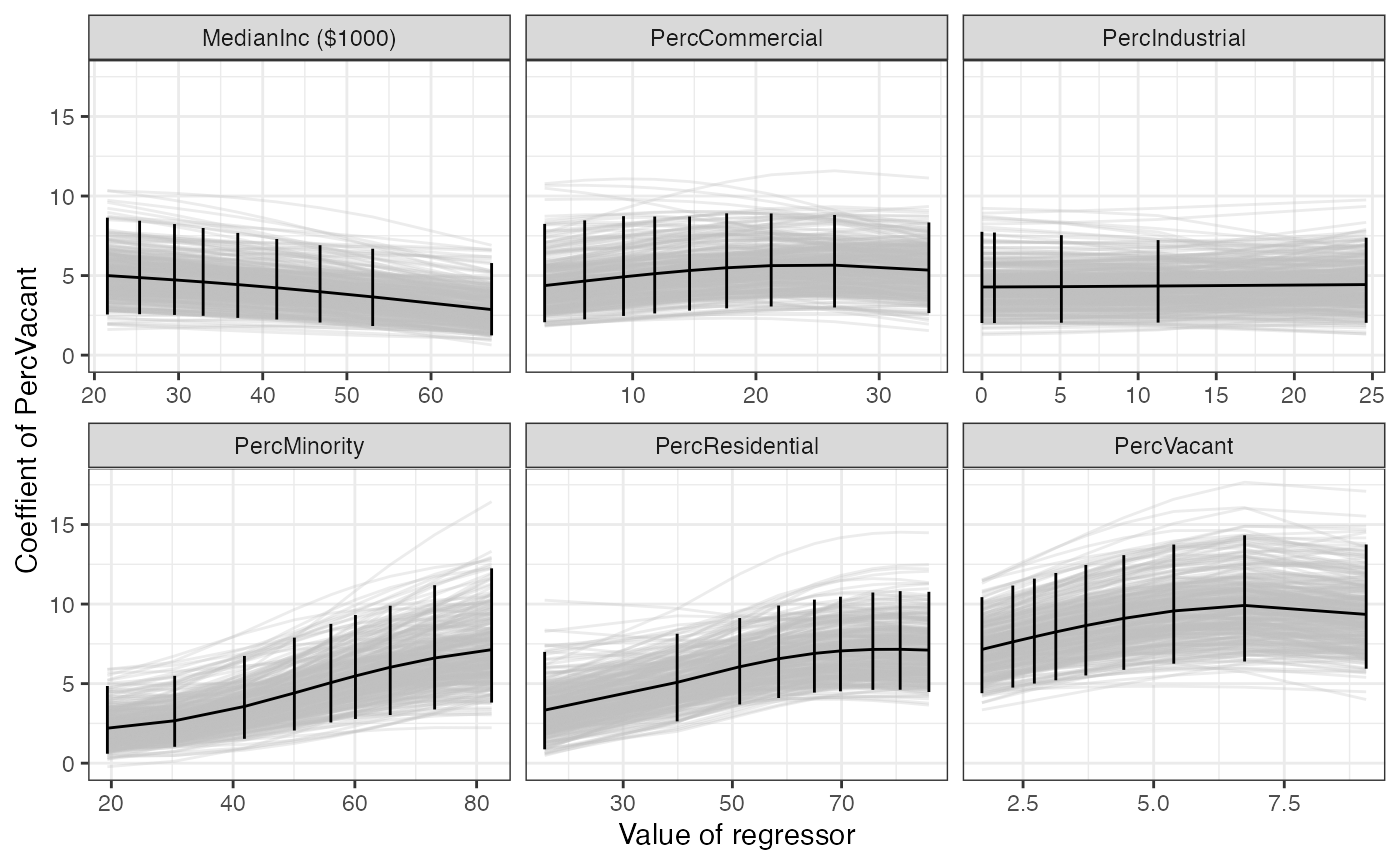 MedianInc ($1000) PercCommercial PercIndustrial
15
10
5
0
20 30 40 50 60 10 20 30 0 5 10 15 20 25
PercMinority PercResidential PercVacant
15
10
5
0
20 40 60 80 30 50 70 2.5 5.0 7.5
Coeffient of PercVacant
Value of regressor